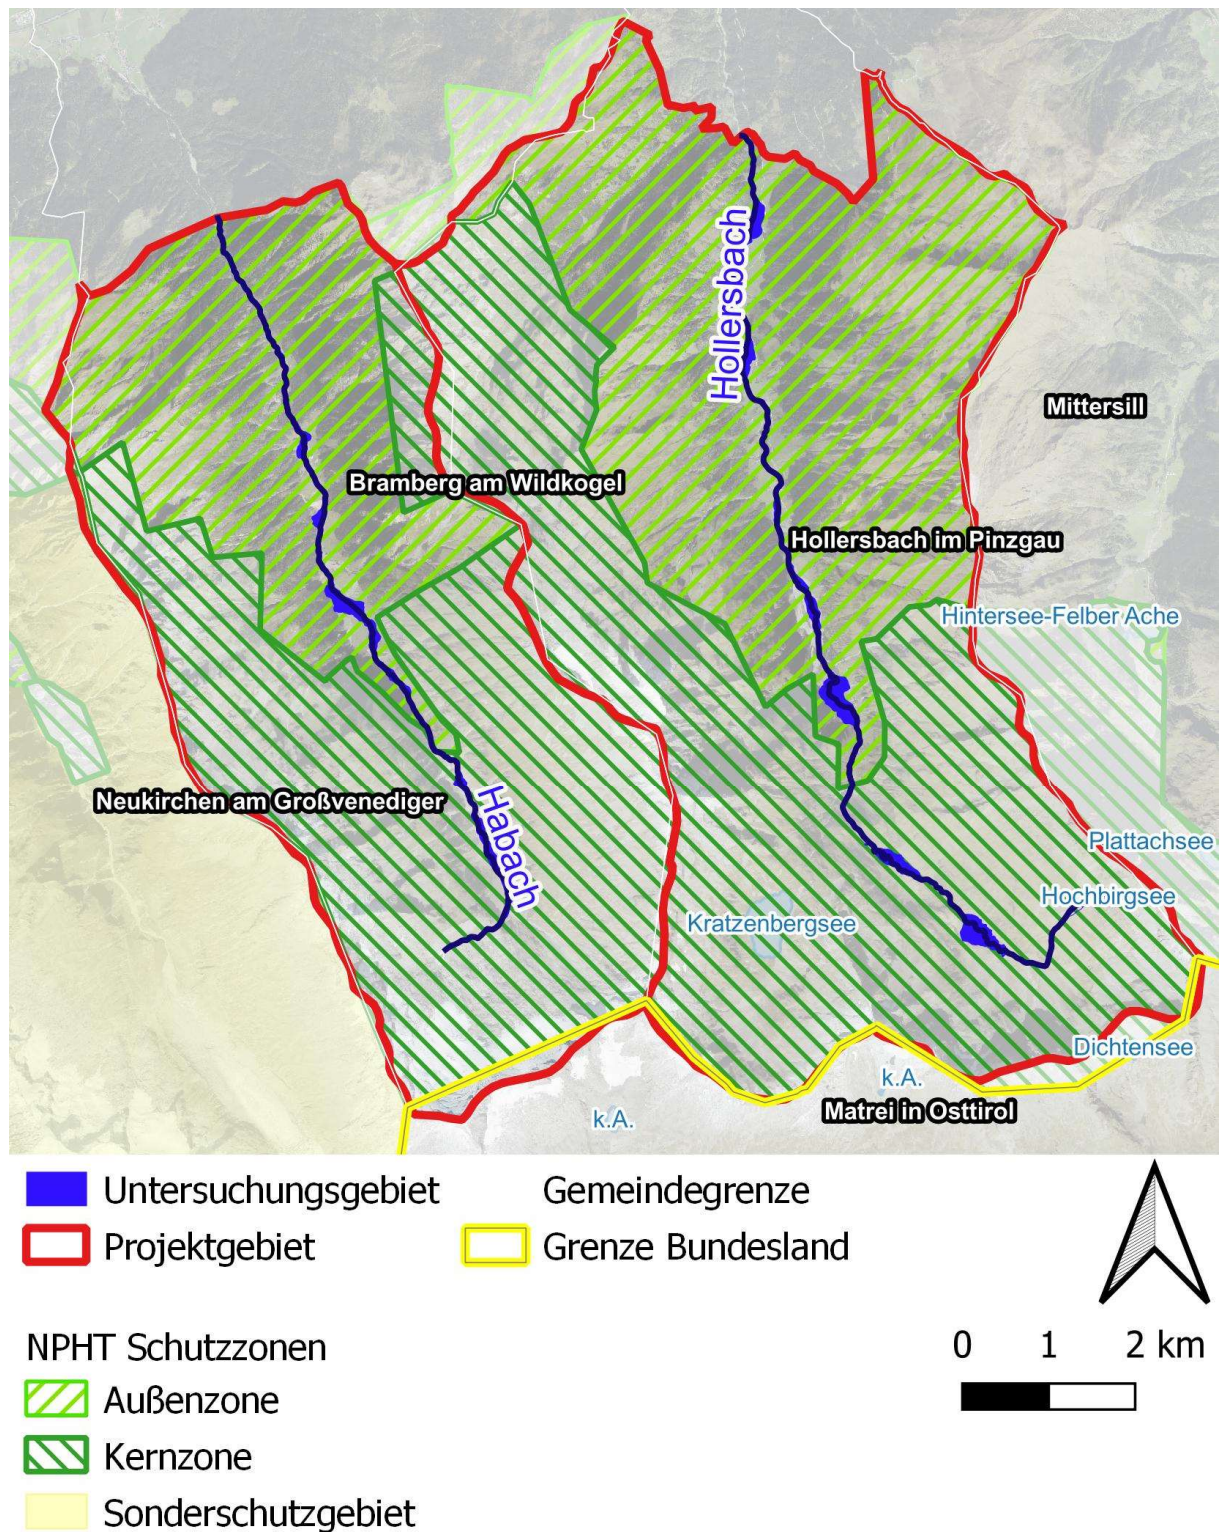 Hollersbach
Mittersill
Bramberg am Wildkogel
Hollersbach im Pinzgau
Hintersee-Felber Ache
Neukirchen am Großvenediger
Habach
Plattachsee
Hochbirgsee
Kratzenbergsee
Dichtensee
k.A.
k.A.
Matrei in Osttirol
Untersuchungsgebiet
Gemeindegrenze
Projektgebiet
Grenze Bundesland
NPHT Schutzzonen
0 1 2 km
Außenzone
Kernzone
Sonderschutzgebiet